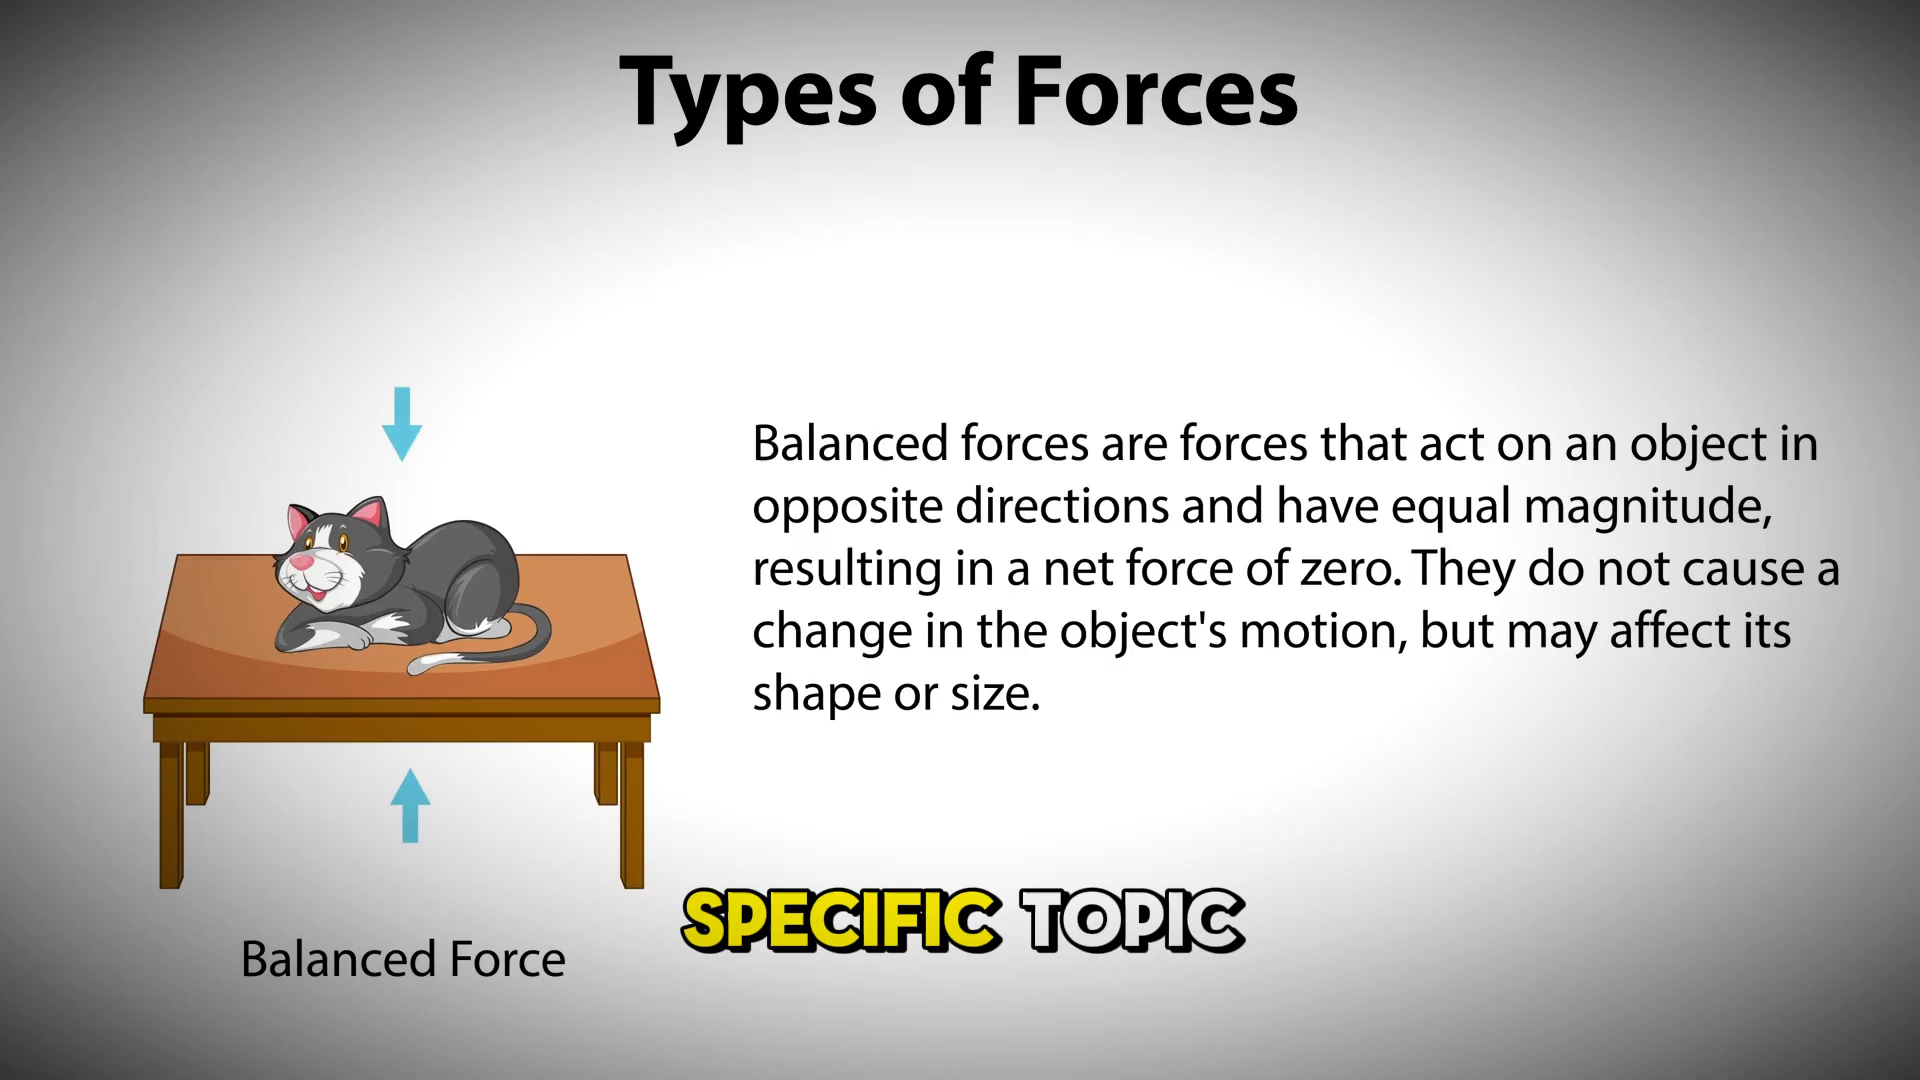 Types of Forces
Balanced forces are forces that act on an object in
opposite directions and have equal magnitude,
resulting in a net force of zero. They do not cause a
change in the object's motion, but may affect its
shape or size.
SPECIFIC TOPIC
Balanced Force